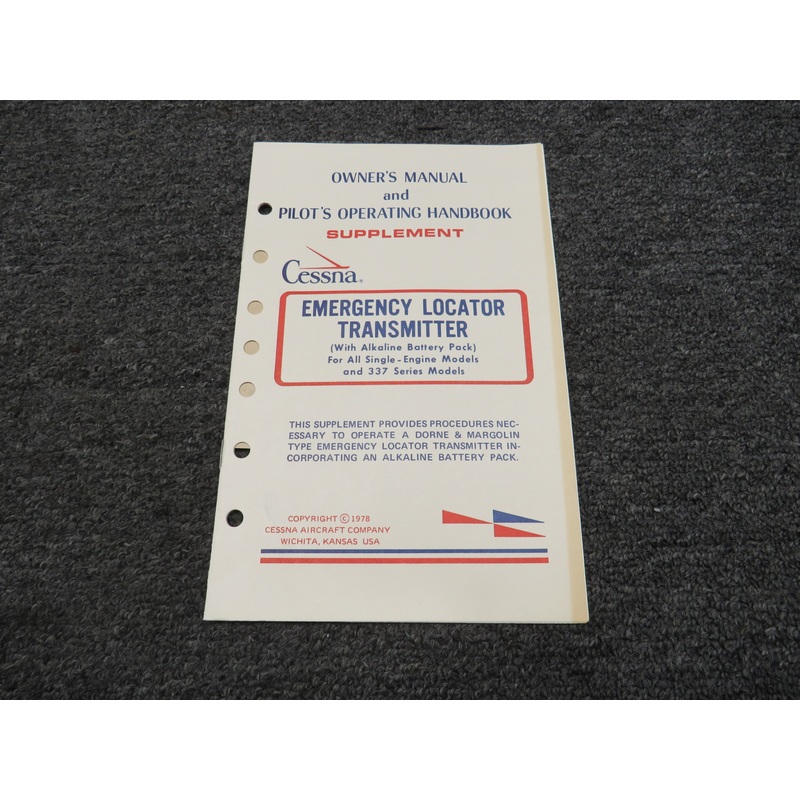 OWNER'S MANUAL
and
PILOT'S OPERATING HANDBOOK
SUPPLEMENT
Cessna®
EMERGENCY LOCATOR
TRANSMITTER
(With Alkaline Battery Pack)
For All Single-Engine Models
and 337 Series Models
THIS SUPPLEMENT PROVIDES PROCEDURES NEC-
ESSARY TO OPERATE A DORNE & MARGOLIN
TYPE EMERGENCY LOCATOR TRANSMITTER IN-
CORPORATING AN ALKALINE BATTERY PACK.
COPYRIGHT © 1978
CESSNA AIRCRAFT COMPANY
WICHITA, KANSAS USA